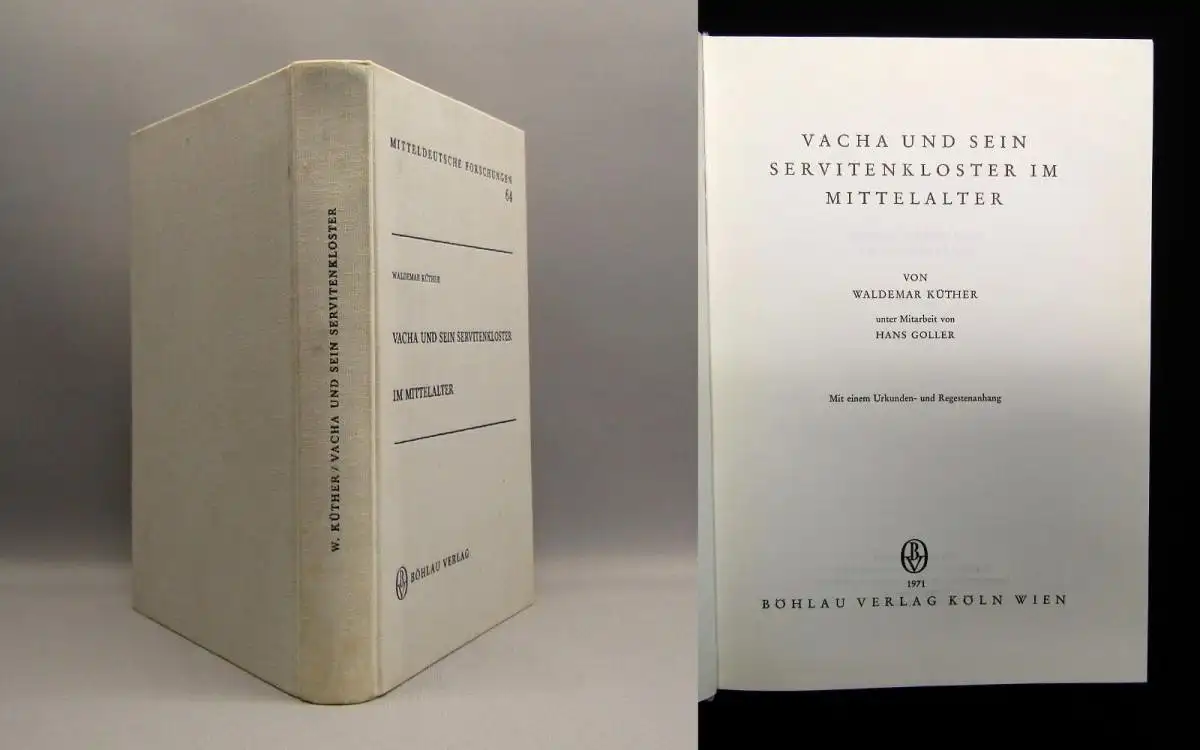 W. KÜTHER / VACHA UND SEIN SERVITENKLOSTER
MITTELDEUTSCHE FORSCHUNGEN
64
WALDEMAR KÜTHER
VACHA UND SEIN SERVITENKLOSTER
IM MITTELALTER
BV BÖHLAU VERLAG
VACHA UND SEIN
SERVITENKLOSTER IM
MITTELALTER
VON
WALDEMAR KÜTHER
unter Mitarbeit von
HANS GOLLER
Mit einem Urkunden- und Regestenanhang
BV
1971
BÖHLAU VERLAG KÖLN WIEN